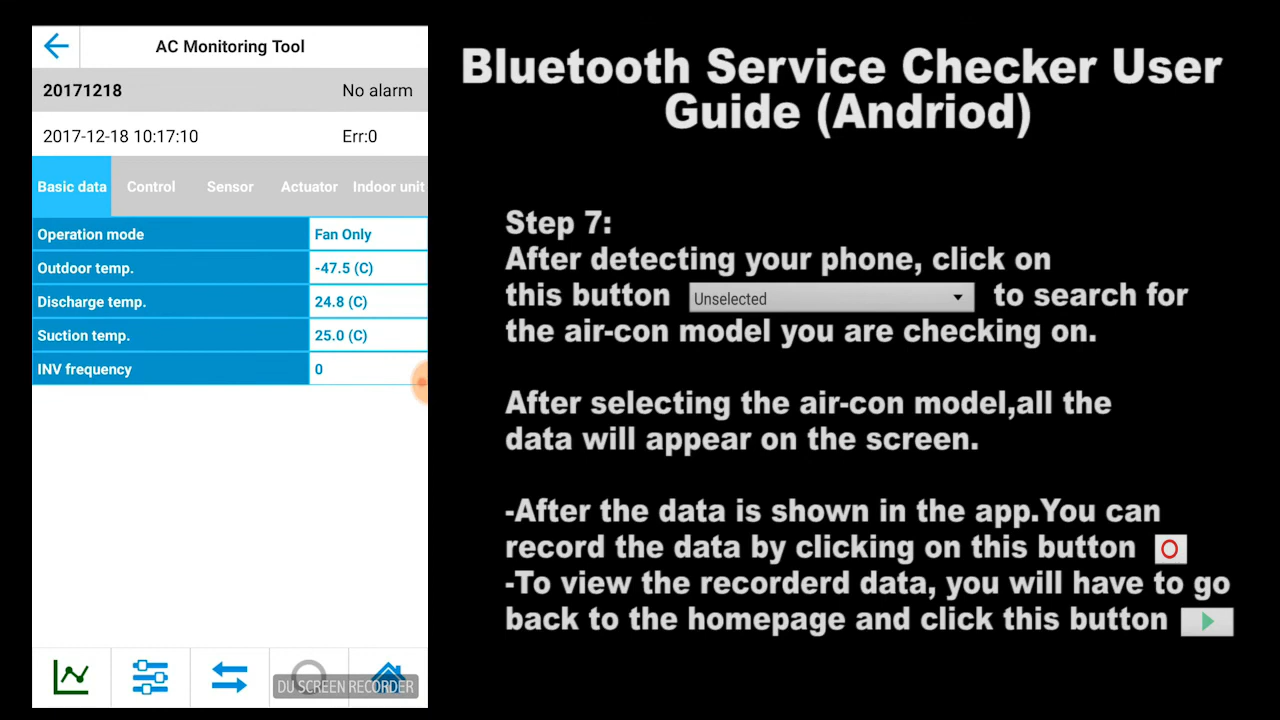 AC Monitoring Tool
20171218 No alarm
2017-12-18 10:17:10 Err:0
Basic data Control Sensor Actuator Indoor unit
Operation mode Fan Only
Outdoor temp. -47.5 (C)
Discharge temp. 24.8 (C)
Suction temp. 25.0 (C)
INV frequency 0
DU SCREEN RECORDER
Bluetooth Service Checker User
Guide (Andriod)
Step 7:
After detecting your phone, click on
this button Unselected to search for
the air-con model you are checking on.
After selecting the air-con model,all the
data will appear on the screen.
-After the data is shown in the app.You can
record the data by clicking on this button
-To view the recorderd data, you will have to go
back to the homepage and click this button